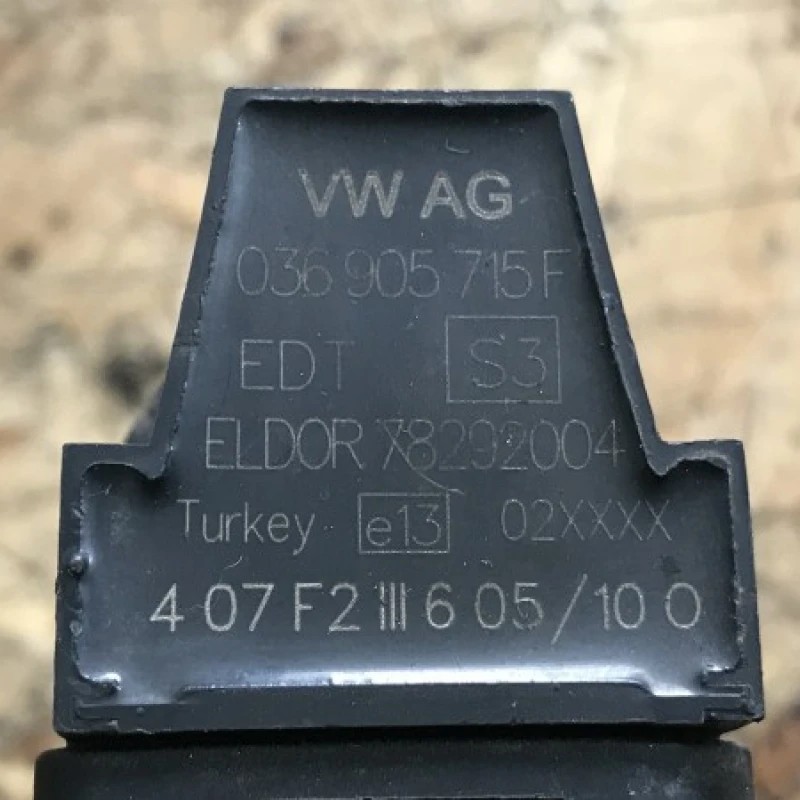 VW AG
036 905 715 F
EDT S3
ELDOR 78292004
Turkey e13 02XXXX
4 07 F2 III 6 05/10 0